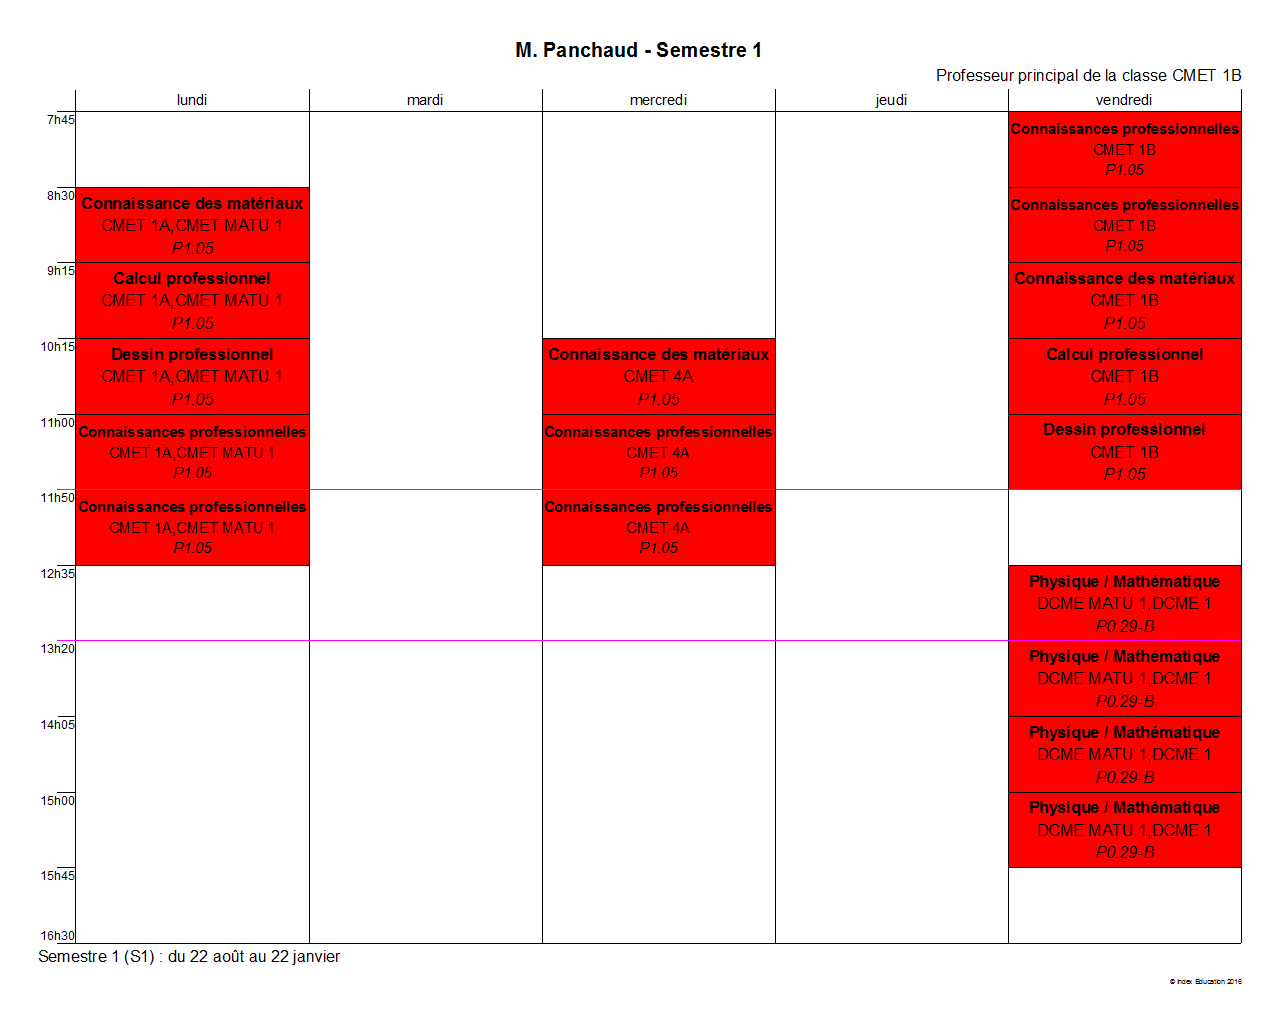 M. Panchaud - Semestre 1
Professeur principal de la classe CMET 1B
lundi
mardi
mercredi
jeudi
vendredi
7h45
Connaissances professionnelles
CMET 1B
P1.05
8h30
Connaissance des matériaux
CMET 1A,CMET MATU 1
P1.05
Connaissances professionnelles
CMET 1B
P1.05
9h15
Calcul professionnel
CMET 1A,CMET MATU 1
P1.05
Connaissance des matériaux
CMET 1B
P1.05
10h15
Dessin professionnel
CMET 1A,CMET MATU 1
P1.05
Connaissance des matériaux
CMET 4A
P1.05
Calcul professionnel
CMET 1B
P1.05
11h00
Connaissances professionnelles
CMET 1A,CMET MATU 1
P1.05
Connaissances professionnelles
CMET 4A
P1.05
Dessin professionnel
CMET 1B
P1.05
11h50
Connaissances professionnelles
CMET 1A,CMET MATU 1
P1.05
Connaissances professionnelles
CMET 4A
P1.05
12h35
Physique / Mathématique
DCME MATU 1,DCME 1
P0.29-B
13h20
Physique / Mathématique
DCME MATU 1,DCME 1
P0.29-B
14h05
Physique / Mathématique
DCME MATU 1,DCME 1
P0.29-B
15h00
Physique / Mathématique
DCME MATU 1,DCME 1
P0.29-B
15h45
16h30
Semestre 1 (S1) : du 22 août au 22 janvier
© Index Education 2016